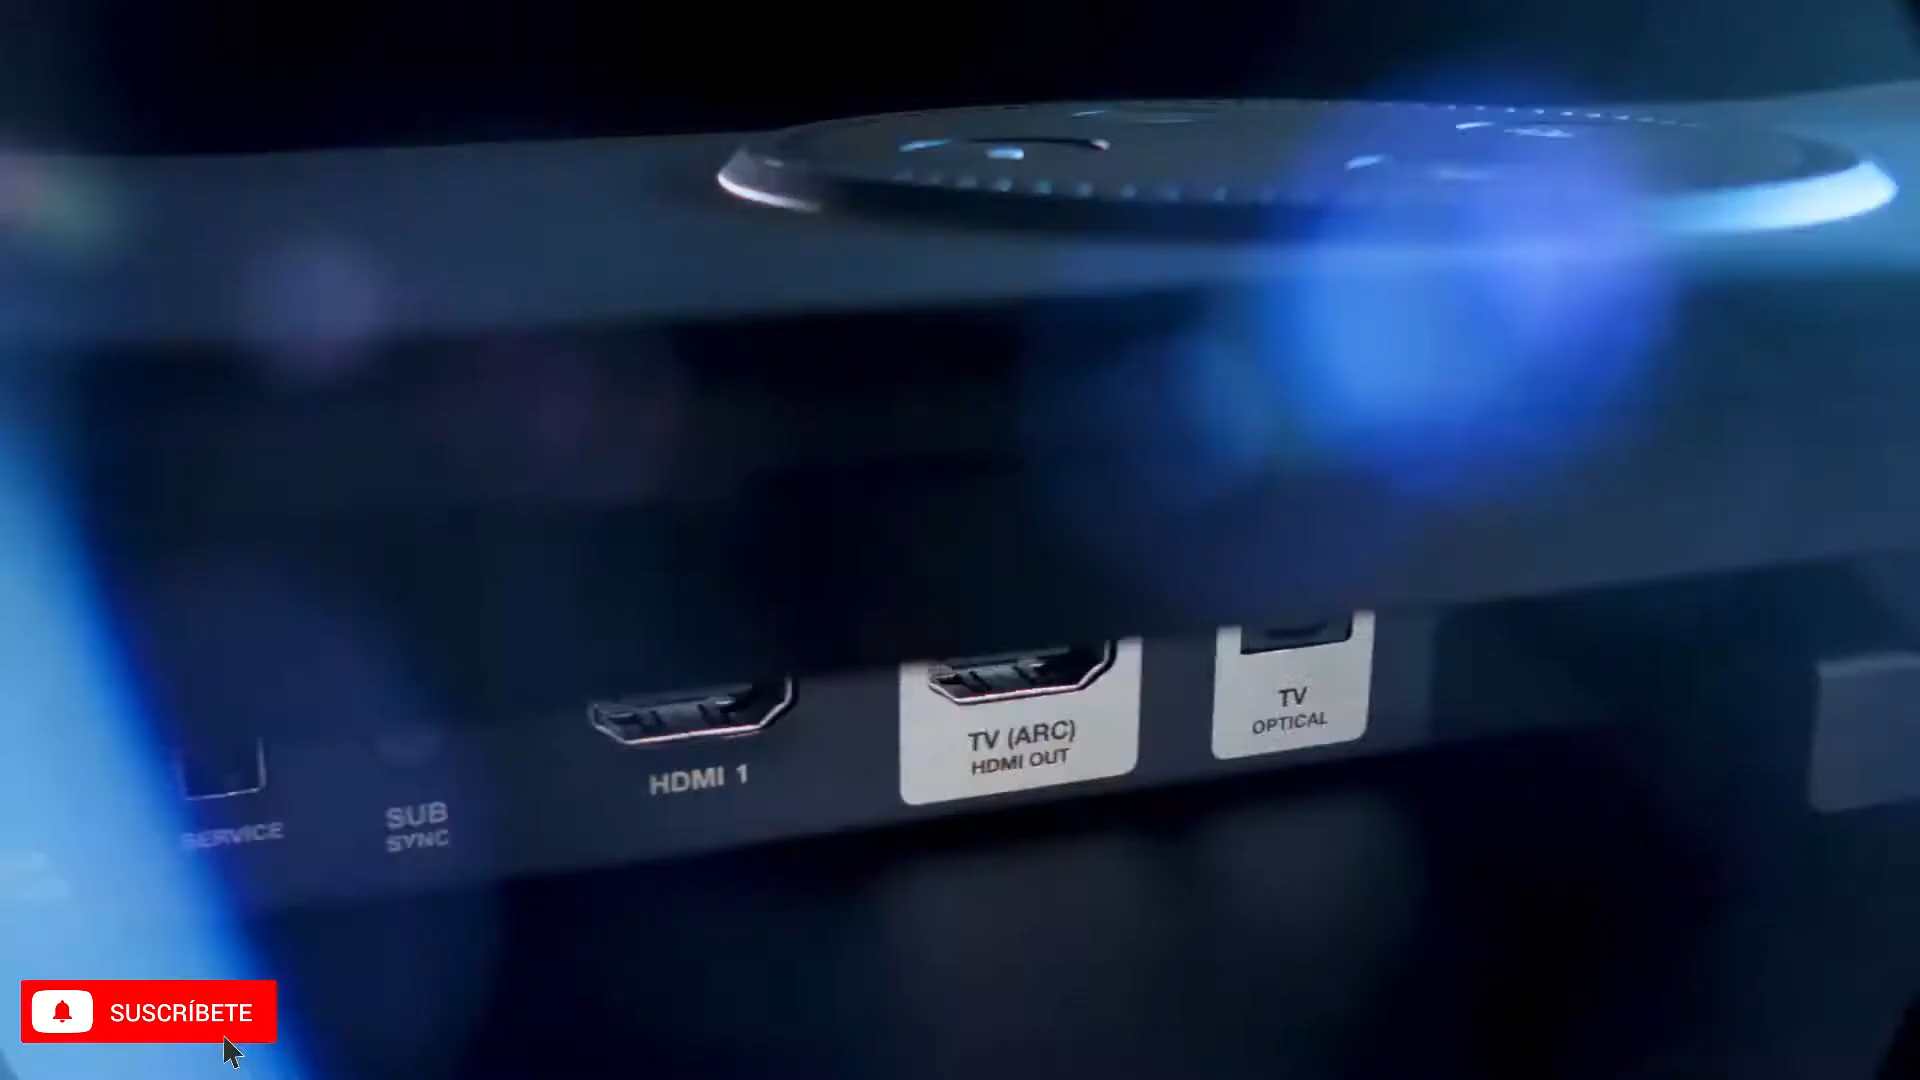 SERVICE
SUB
SYNC
HDMI 1
TV (ARC)
HDMI OUT
TV
OPTICAL
SUSCRÍBETE